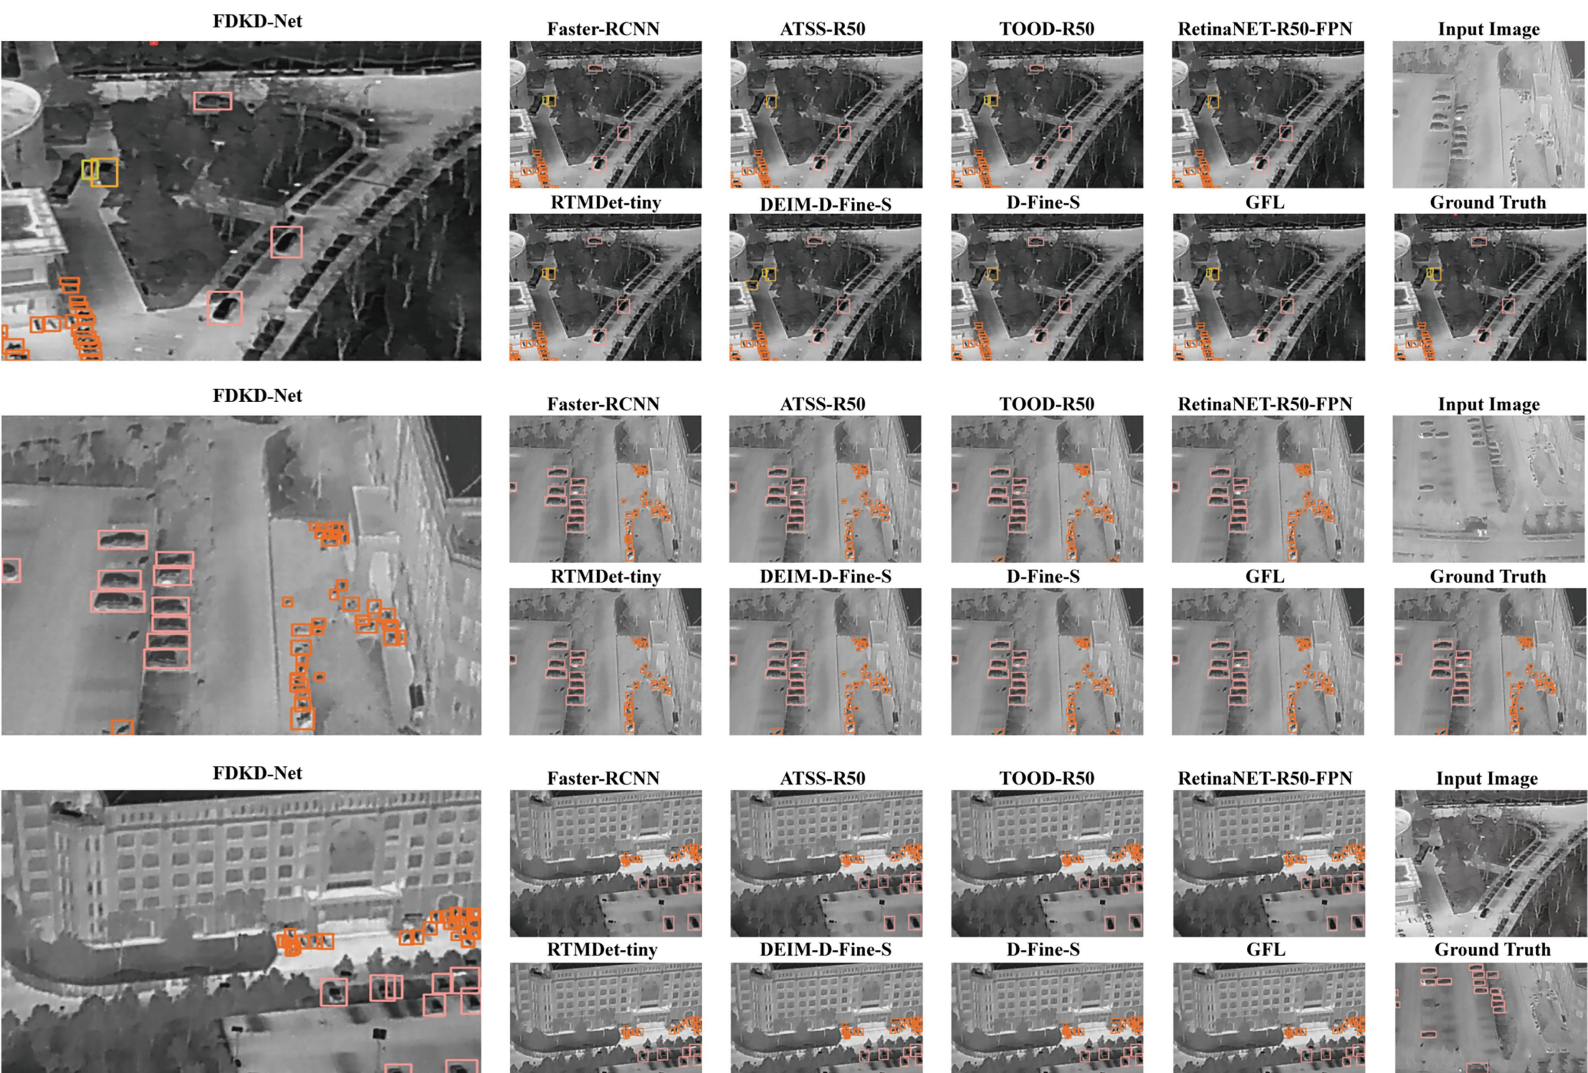 FDKD-Net
Faster-RCNN
ATSS-R50
TOOD-R50
RetinaNET-R50-FPN
Input Image
RTMDet-tiny
DEIM-D-Fine-S
D-Fine-S
GFL
Ground Truth
FDKD-Net
Faster-RCNN
ATSS-R50
TOOD-R50
RetinaNET-R50-FPN
Input Image
RTMDet-tiny
DEIM-D-Fine-S
D-Fine-S
GFL
Ground Truth
FDKD-Net
Faster-RCNN
ATSS-R50
TOOD-R50
RetinaNET-R50-FPN
Input Image
RTMDet-tiny
DEIM-D-Fine-S
D-Fine-S
GFL
Ground Truth